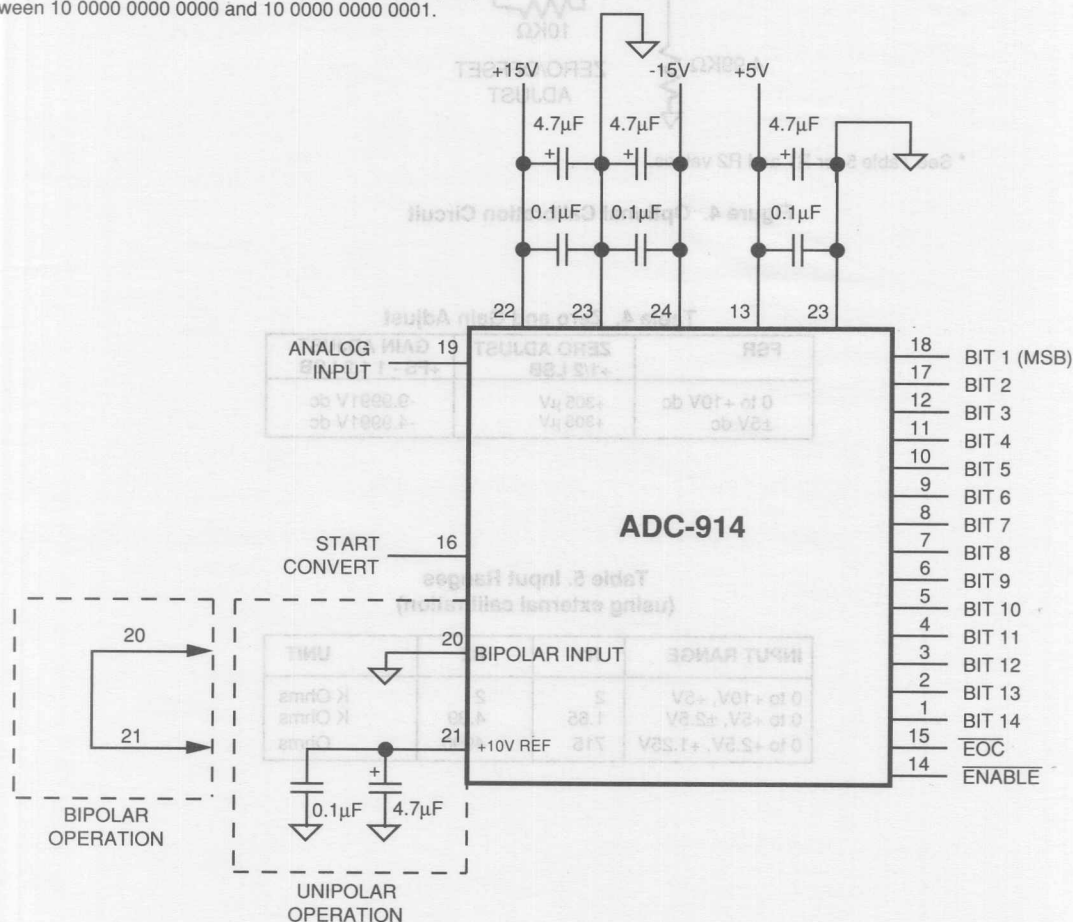 ween 10 0000 0000 0000 and 10 0000 0000 0001.
+15V
-15V
+5V
4.7µF
4.7µF
4.7µF
+
+
+
0.1µF
0.1µF
0.1µF
22
23
24
13
23
ANALOG
INPUT
19
START
CONVERT
16
ADC-914
18 BIT 1 (MSB)
17 BIT 2
12 BIT 3
11 BIT 4
10 BIT 5
9 BIT 6
8 BIT 7
7 BIT 8
6 BIT 9
5 BIT 10
4 BIT 11
3 BIT 12
2 BIT 13
1 BIT 14
15 EOC
14 ENABLE
20
21
20 BIPOLAR INPUT
21 +10V REF
+
0.1µF
4.7µF
BIPOLAR
OPERATION
UNIPOLAR
OPERATION